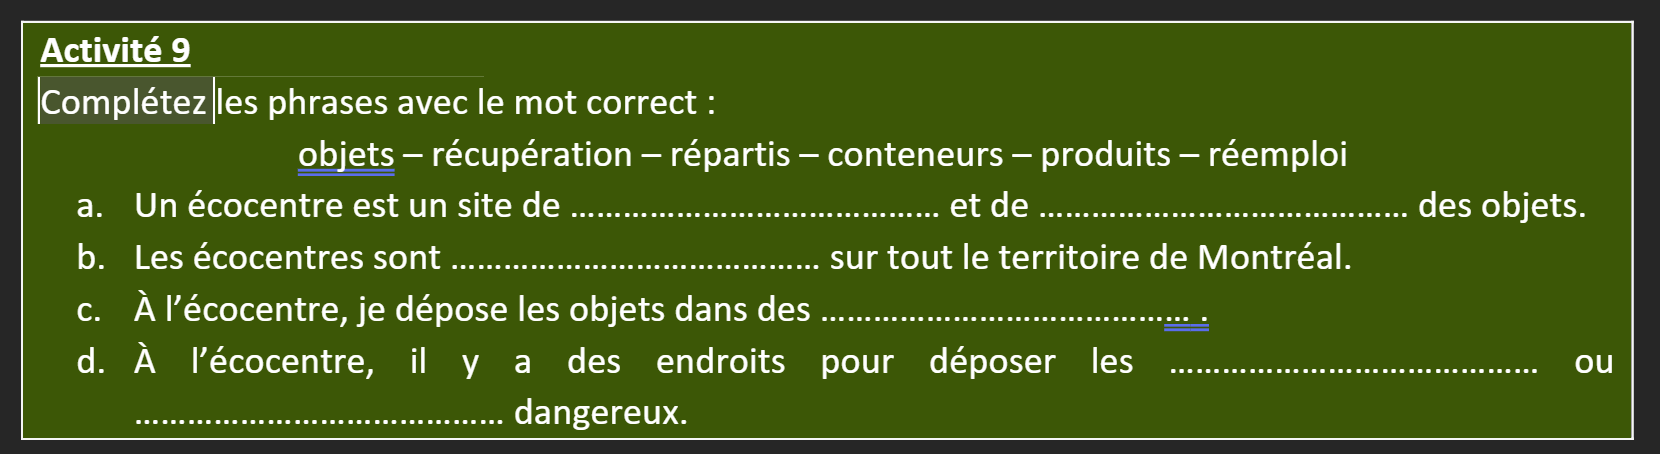 Activité 9
Complétez les phrases avec le mot correct :
objets – récupération – répartis – conteneurs – produits – réemploi
a. Un écocentre est un site de ……………………………………… et de ……………………………………… des objets.
b. Les écocentres sont ……………………………………… sur tout le territoire de Montréal.
c. À l’écocentre, je dépose les objets dans des ……………………………………… .
d. À l’écocentre, il y a des endroits pour déposer les ……………………………………… ou
……………………………………… dangereux.